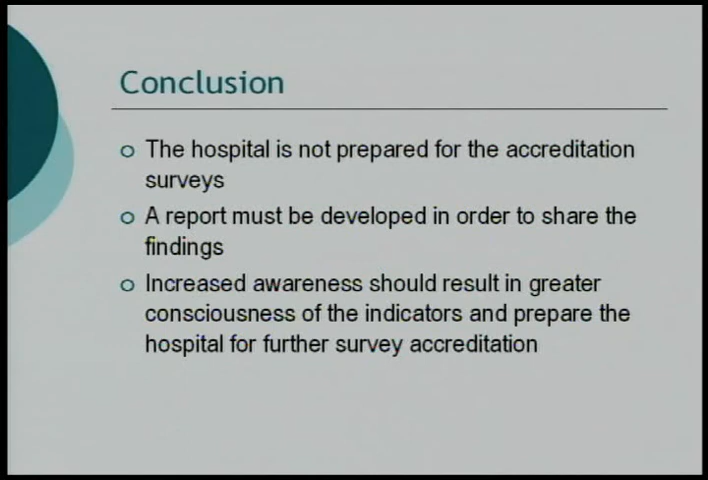 Conclusion
The hospital is not prepared for the accreditation
surveys
A report must be developed in order to share the
findings
Increased awareness should result in greater
consciousness of the indicators and prepare the
hospital for further survey accreditation